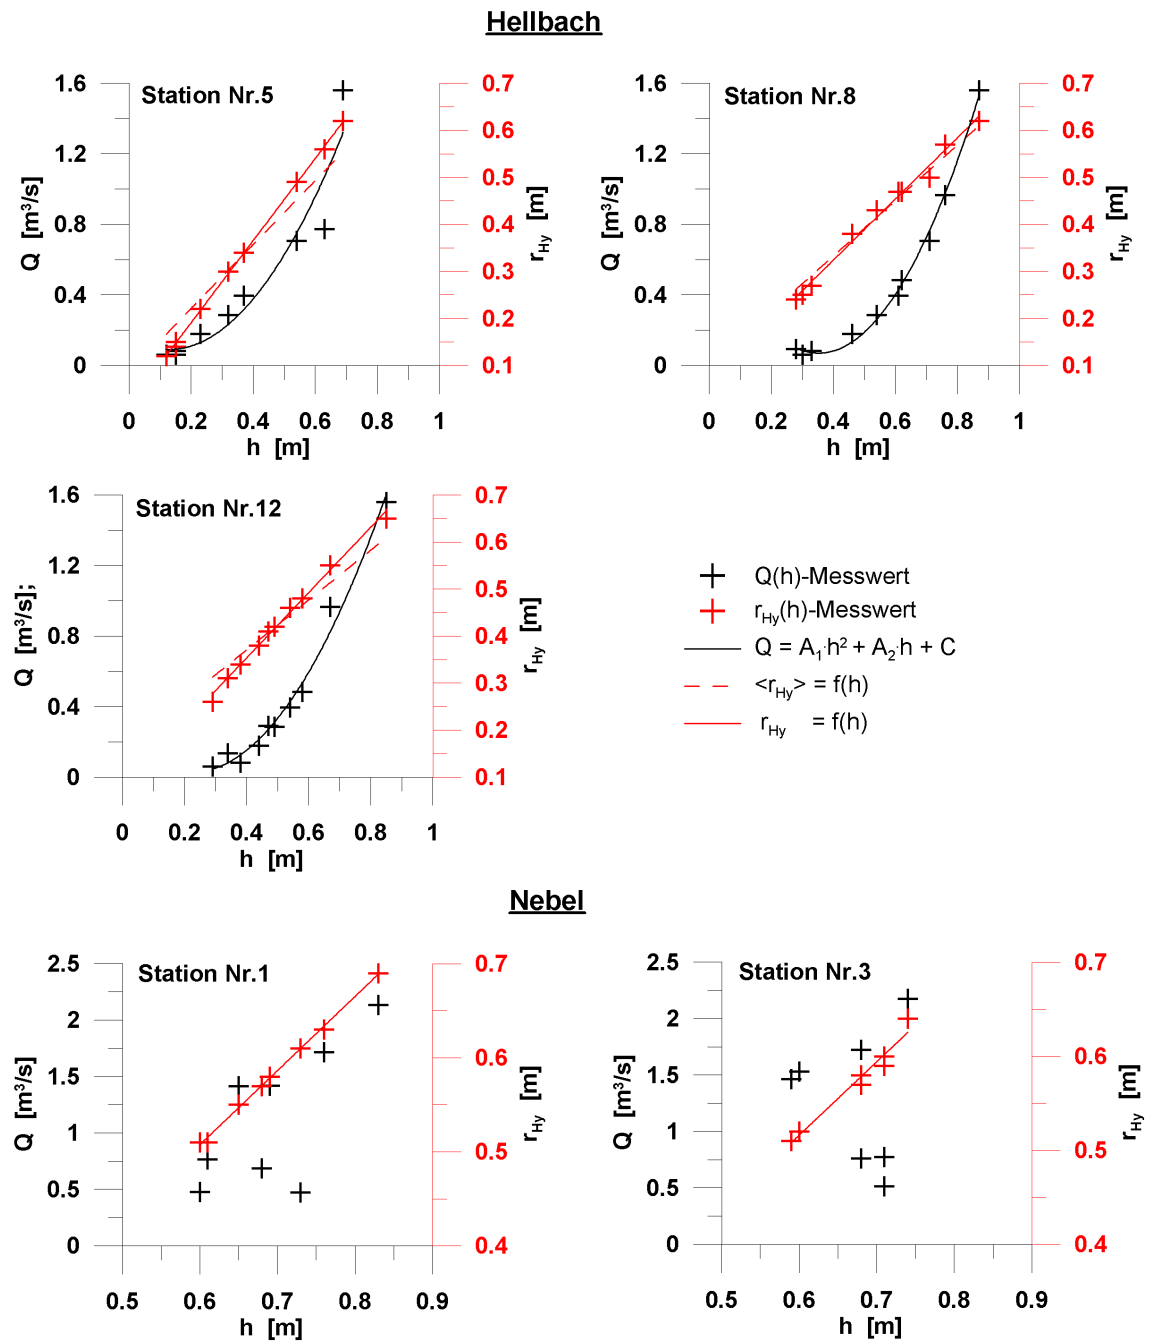 Hellbach
Station Nr.5
1.6
1.2
0.8
0.4
0
Q [m³/s]
0.7
0.6
0.5
0.4
0.3
0.2
0.1
r_Hy [m]
0 0.2 0.4 0.6 0.8 1
h [m]
Station Nr.8
1.6
1.2
0.8
0.4
0
Q [m³/s]
0.7
0.6
0.5
0.4
0.3
0.2
0.1
r_Hy [m]
0 0.2 0.4 0.6 0.8 1
h [m]
Station Nr.12
1.6
1.2
0.8
0.4
0
Q [m³/s];
0.7
0.6
0.5
0.4
0.3
0.2
0.1
r_Hy [m]
0 0.2 0.4 0.6 0.8 1
h [m]
Q(h)-Messwert
r_Hy(h)-Messwert
Q = A₁·h² + A₂·h + C
<r_Hy> = f(h)
r_Hy = f(h)
Nebel
Station Nr.1
2.5
2
1.5
1
0.5
0
Q [m³/s]
0.7
0.6
0.5
0.4
r_Hy [m]
0.5 0.6 0.7 0.8 0.9
h [m]
Station Nr.3
2.5
2
1.5
1
0.5
0
Q [m³/s]
0.7
0.6
0.5
0.4
r_Hy [m]
0.5 0.6 0.7 0.8 0.9
h [m]